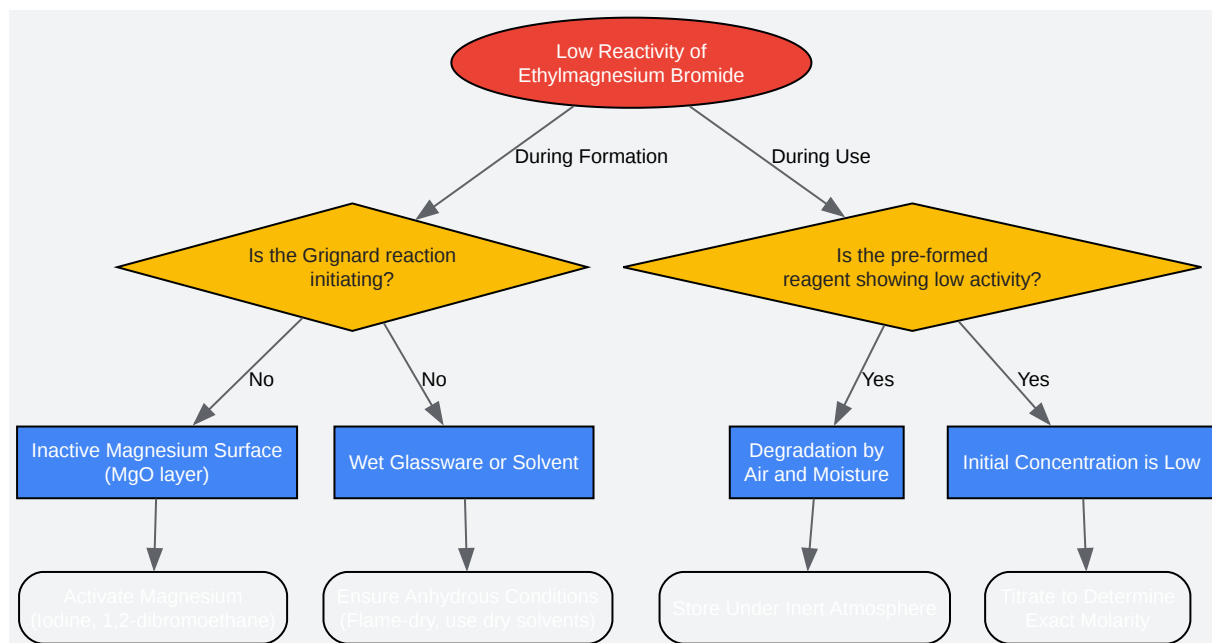 Low Reactivity of
Ethylmagnesium Bromide
During Formation
During Use
Is the Grignard reaction
initiating?
Is the pre-formed
reagent showing low activity?
No
No
Yes
Yes
Inactive Magnesium Surface
(MgO layer)
Wet Glassware or Solvent
Degradation by
Air and Moisture
Initial Concentration is Low
Activate Magnesium
(Iodine, 1,2-dibromoethane)
Ensure Anhydrous Conditions
(Flame-dry, use dry solvents)
Store Under Inert Atmosphere
Titrate to Determine
Exact Molarity